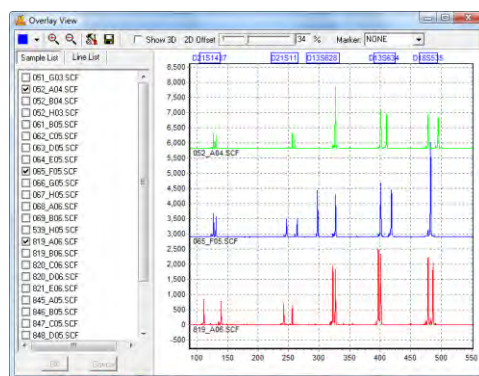 Overlay View
Show 3D 2D Offset 34 % Marker: NONE
Sample List Line List
051_G03.SCF
052_A04.SCF
052_B04.SCF
052_H03.SCF
061_B05.SCF
062_C05.SCF
063_D05.SCF
064_E05.SCF
065_F05.SCF
066_G05.SCF
067_H05.SCF
068_A06.SCF
069_B06.SCF
539_H05.SCF
819_A06.SCF
819_B06.SCF
820_C06.SCF
820_D06.SCF
821_E06.SCF
845_A05.SCF
846_B05.SCF
847_C05.SCF
848_D05.SCF
OK Cancel
D21S1437 D21S11 D13S628 D13S634 D18S535
8,000
7,500
7,000
6,500
6,000
052_A04.SCF
5,500
5,000
4,500
4,000
3,500
3,000
065_F05.SCF
2,500
2,000
1,500
1,000
500
0
819_A06.SCF
-500
100 150 200 250 300 350 400 450 500 550